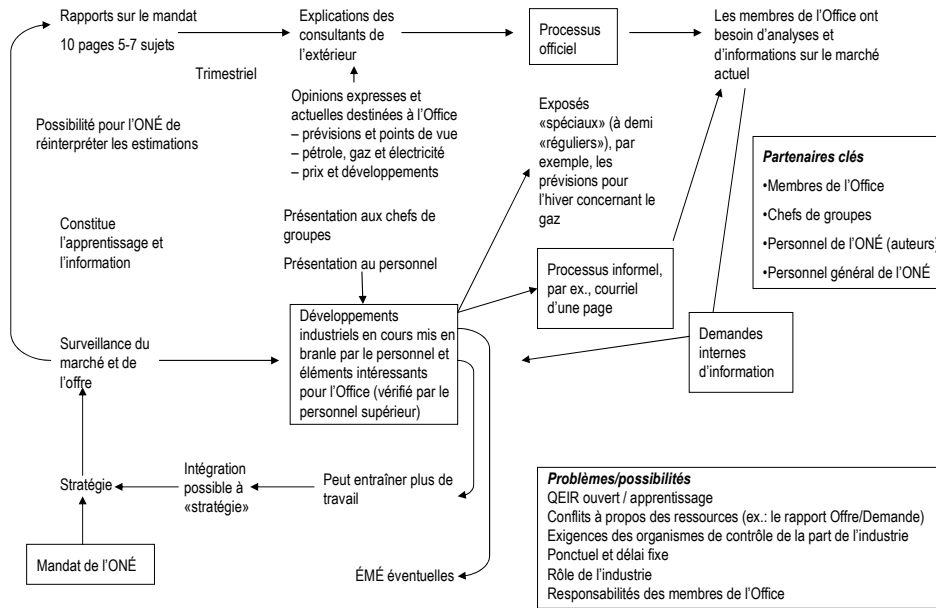 Rapports sur le mandat
10 pages 5-7 sujets
Trimestriel
Explications des
consultants de
l'extérieur
Processus
officiel
Les membres de l'Office ont
besoin d'analyses et
d'informations sur le marché
actuel
Possibilité pour l'ONÉ de
réinterpréter les estimations
Opinions expresses et
actuelles destinées à l'Office
– prévisions et points de vue
– pétrole, gaz et électricité
– prix et développements
Exposés
«spéciaux» (à demi
«réguliers»), par
exemple, les
prévisions pour
l'hiver concernant le
gaz
Partenaires clés
•Membres de l'Office
•Chefs de groupes
•Personnel de l'ONÉ (auteurs)
•Personnel général de l'ONÉ
Constitue
l'apprentissage et
l'information
Présentation aux chefs de
groupes
Présentation au personnel
Processus informel,
par ex., courriel
d'une page
Surveillance du
marché et de
l'offre
Développements
industriels en cours mis en
branle par le personnel et
éléments intéressants
pour l'Office (vérifié par le
personnel supérieur)
Demandes
internes
d'information
Stratégie
Intégration
possible à
«stratégie»
Peut entraîner plus de
travail
Mandat de l'ONÉ
ÉMÉ éventuelles
Problèmes/possibilités
QEIR ouvert / apprentissage
Conflits à propos des ressources (ex.: le rapport Offre/Demande)
Exigences des organismes de contrôle de la part de l'industrie
Ponctuel et délai fixe
Rôle de l'industrie
Responsabilités des membres de l'Office